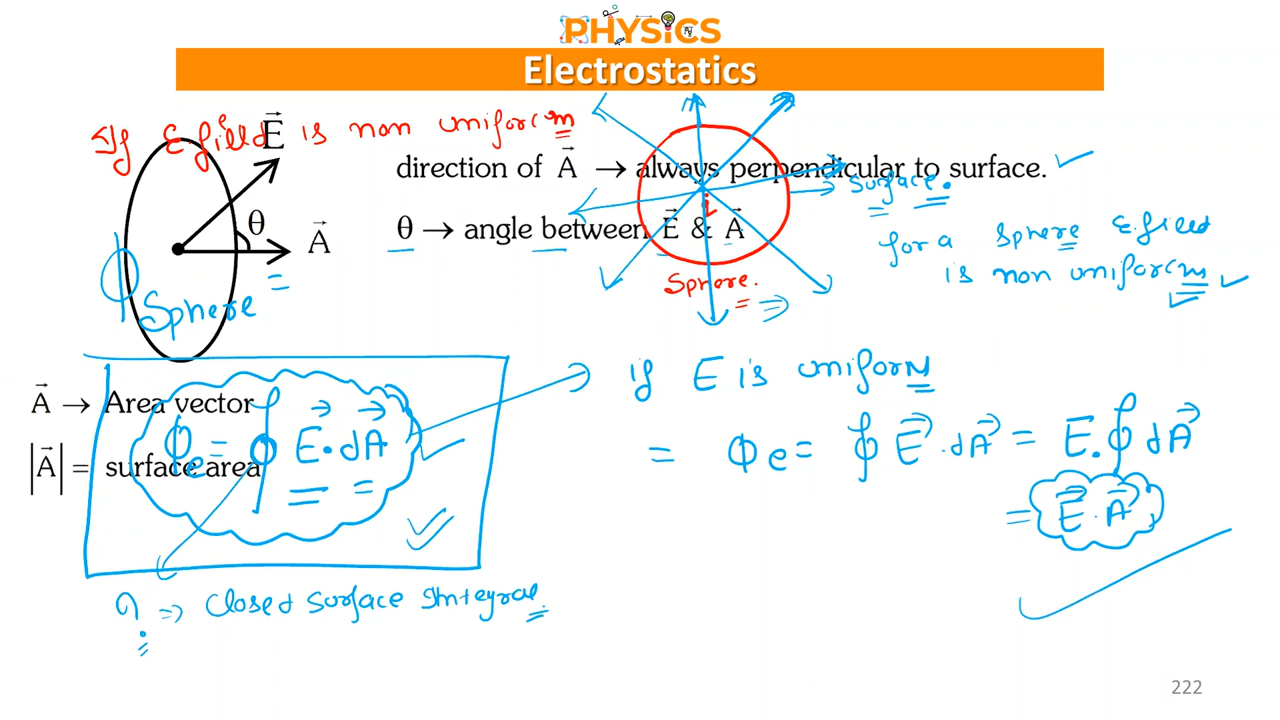 PHYSICS
Electrostatics
If E field is non uniform
E⃗
θ
A⃗
direction of A⃗ → always perpendicular to surface.
θ → angle between E⃗ & A⃗
surface.
for a sphere E field
is non uniform
Sphere.
Sphere
A⃗ → Area vector
|A⃗| = surface area
ϕe = ∮ E⃗·dA⃗
if E is uniform
= ϕe = ∮ E⃗·dA⃗ = E.∮ dA⃗
= E⃗·A⃗
⇒ Closed surface Integral.
222